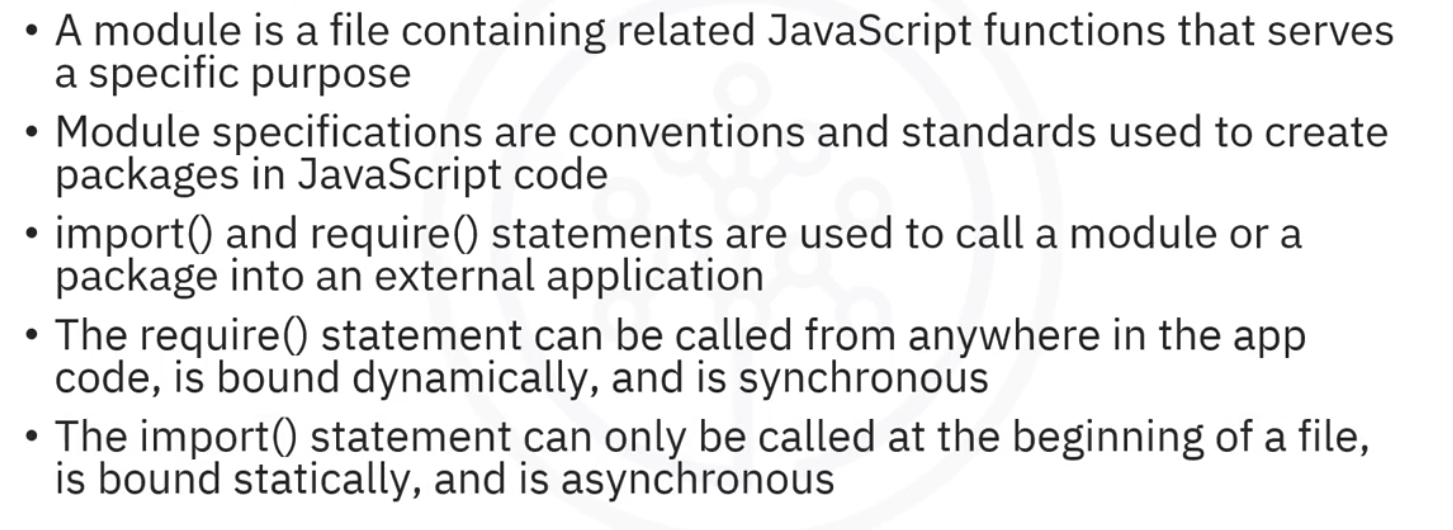 • A module is a file containing related JavaScript functions that serves
a specific purpose
• Module specifications are conventions and standards used to create
packages in JavaScript code
• import() and require() statements are used to call a module or a
package into an external application
• The require() statement can be called from anywhere in the app
code, is bound dynamically, and is synchronous
• The import() statement can only be called at the beginning of a file,
is bound statically, and is asynchronous